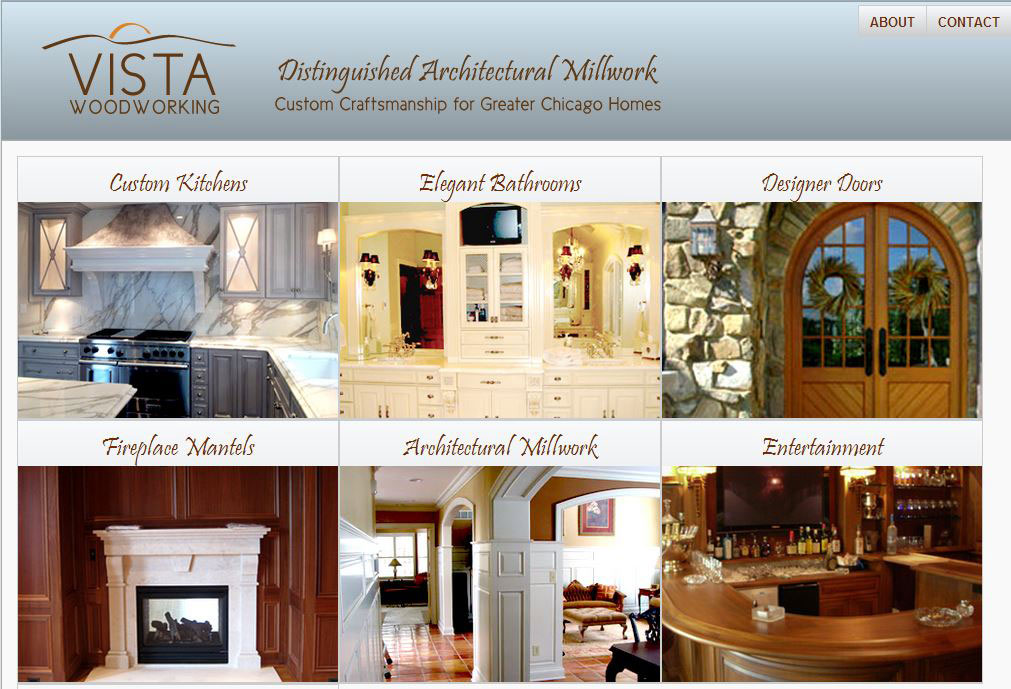 ABOUT CONTACT
VISTA
WOODWORKING
Distinguished Architectural Millwork
Custom Craftsmanship for Greater Chicago Homes
Custom Kitchens
Elegant Bathrooms
Designer Doors
Fireplace Mantels
Architectural Millwork
Entertainment